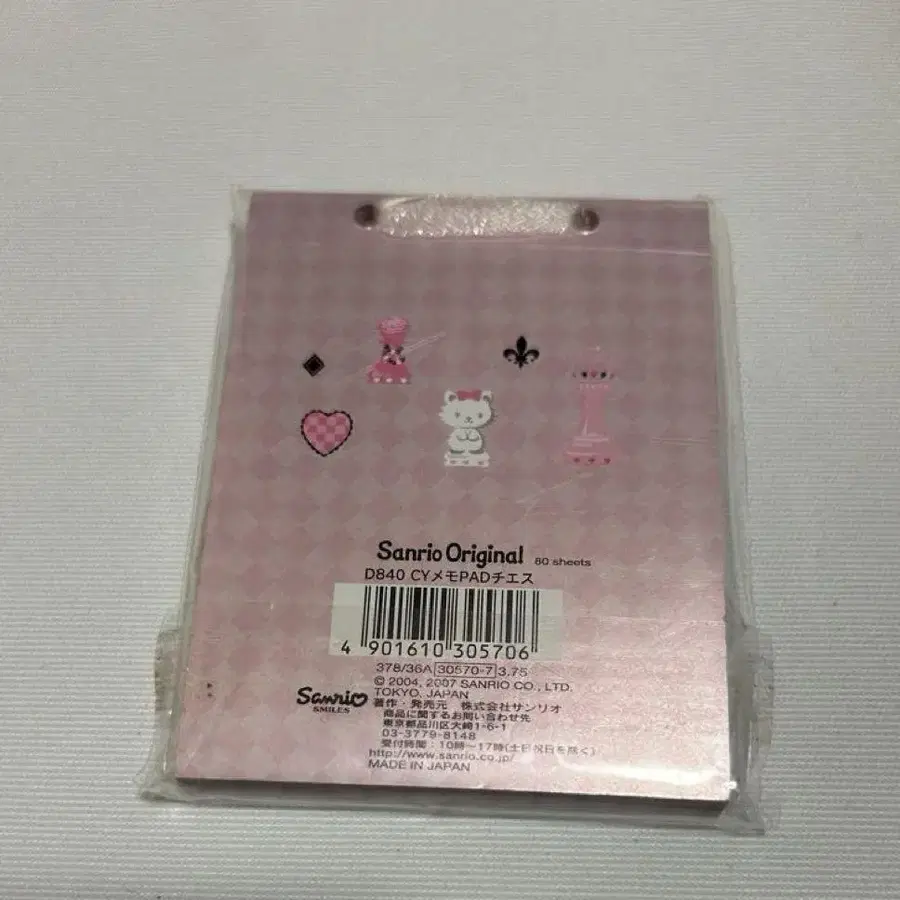 Sanrio Original 80 sheets
D840 CYメモPADチエス
4 901610 305706
378/36A 30570-7 3.75
© 2004, 2007 SANRIO CO., LTD.
TOKYO, JAPAN
Sanrio
SMILES
著作・発売元 株式会社サンリオ
商品に関するお問い合わせ先
東京都品川区大崎1-6-1
03-3779-8148
受付時間:10時~17時(土日祝日を除く)
http://www.sanrio.co.jp/
MADE IN JAPAN